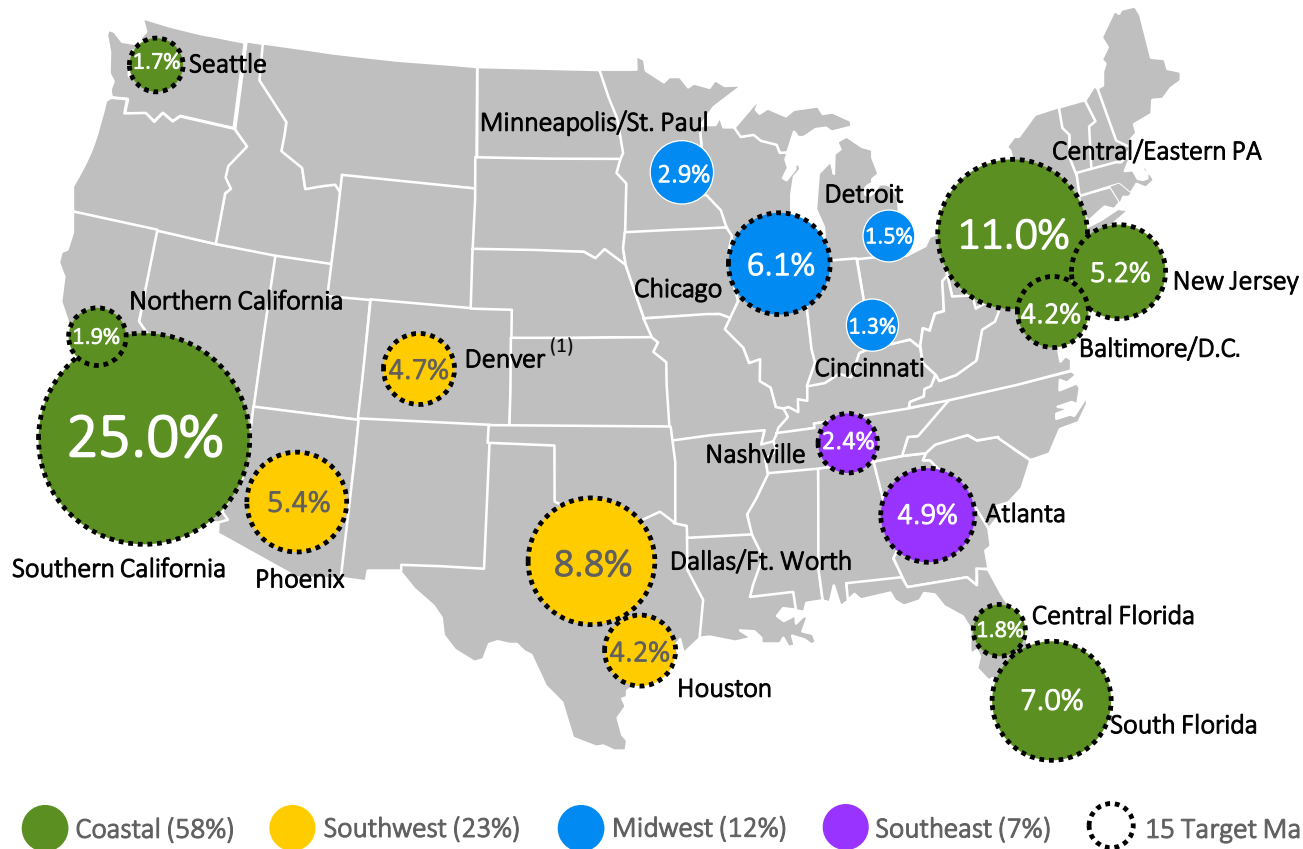 1.7% Seattle
Minneapolis/St. Paul
2.9%
Central/Eastern PA
11.0%
Detroit
1.5%
6.1%
Chicago
5.2%
New Jersey
4.2%
Baltimore/D.C.
1.3%
Cincinnati
Northern California
1.9%
Denver (1)
4.7%
25.0%
Southern California
5.4%
Phoenix
Nashville
2.4%
4.9%
Atlanta
8.8%
Dallas/Ft. Worth
4.2%
Houston
Central Florida
1.8%
7.0%
South Florida
Coastal (58%) Southwest (23%) Midwest (12%) Southeast (7%) 15 Target Ma